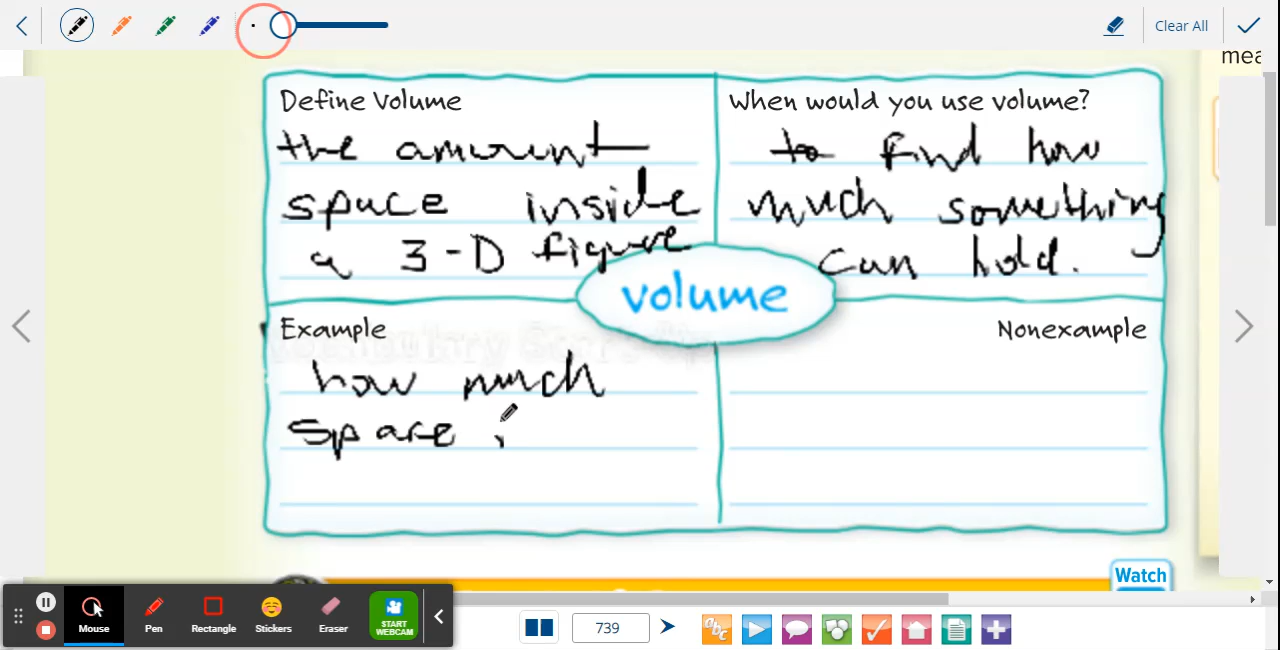 Clear All
mea
Define Volume
the amount
space inside
a 3-D figure
When would you use volume?
to find how
much something
can hold.
volume
Example
how much
space i
Nonexample
Watch
Mouse
Pen
Rectangle
Stickers
Eraser
START
WEBCAM
739
abc